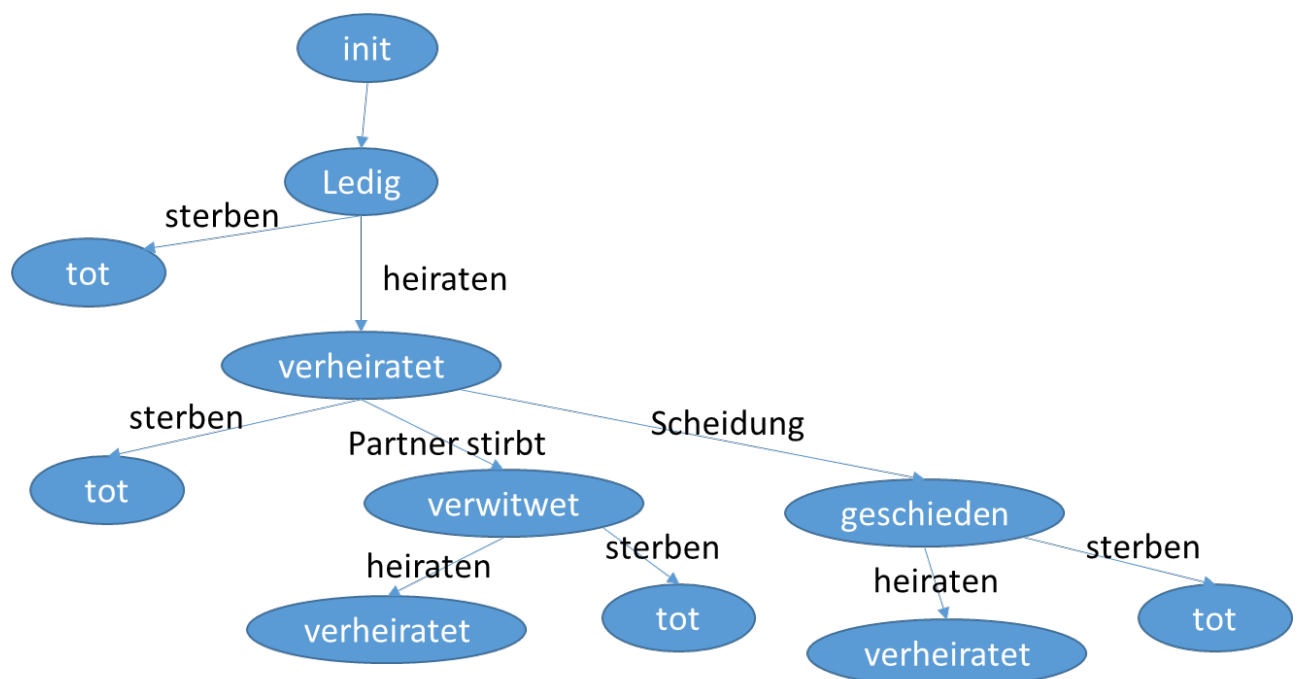 init
Ledig
sterben
tot
heiraten
verheiratet
sterben
Partner stirbt
Scheidung
tot
verwitwet
geschieden
heiraten
sterben
heiraten
sterben
verheiratet
tot
verheiratet
tot